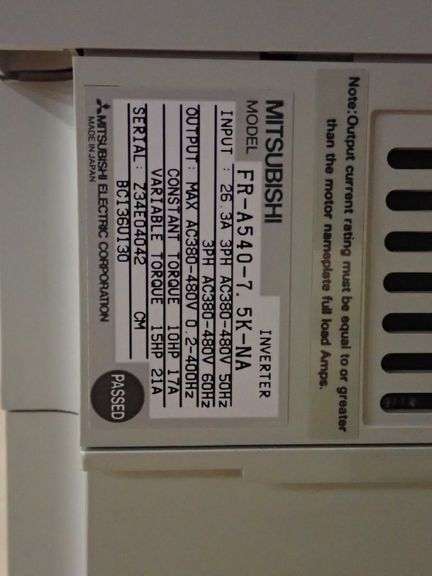 Note:Output current rating must be equal to or greater
than the motor nameplate full load Amps.
MITSUBISHI
INVERTER
MODEL FR-A540-7.5K-NA
INPUT : 26.3A 3PH AC380-480V 50Hz
3PH AC380-480V 60Hz
OUTPUT: MAX AC380-480V 0.2-400Hz
CONSTANT TORQUE 10HP 17A
VARIABLE TORQUE 15HP 21A
SERIAL: Z34E04042 CM
BC136U130
MITSUBISHI ELECTRIC CORPORATION
MADE IN JAPAN
PASSED